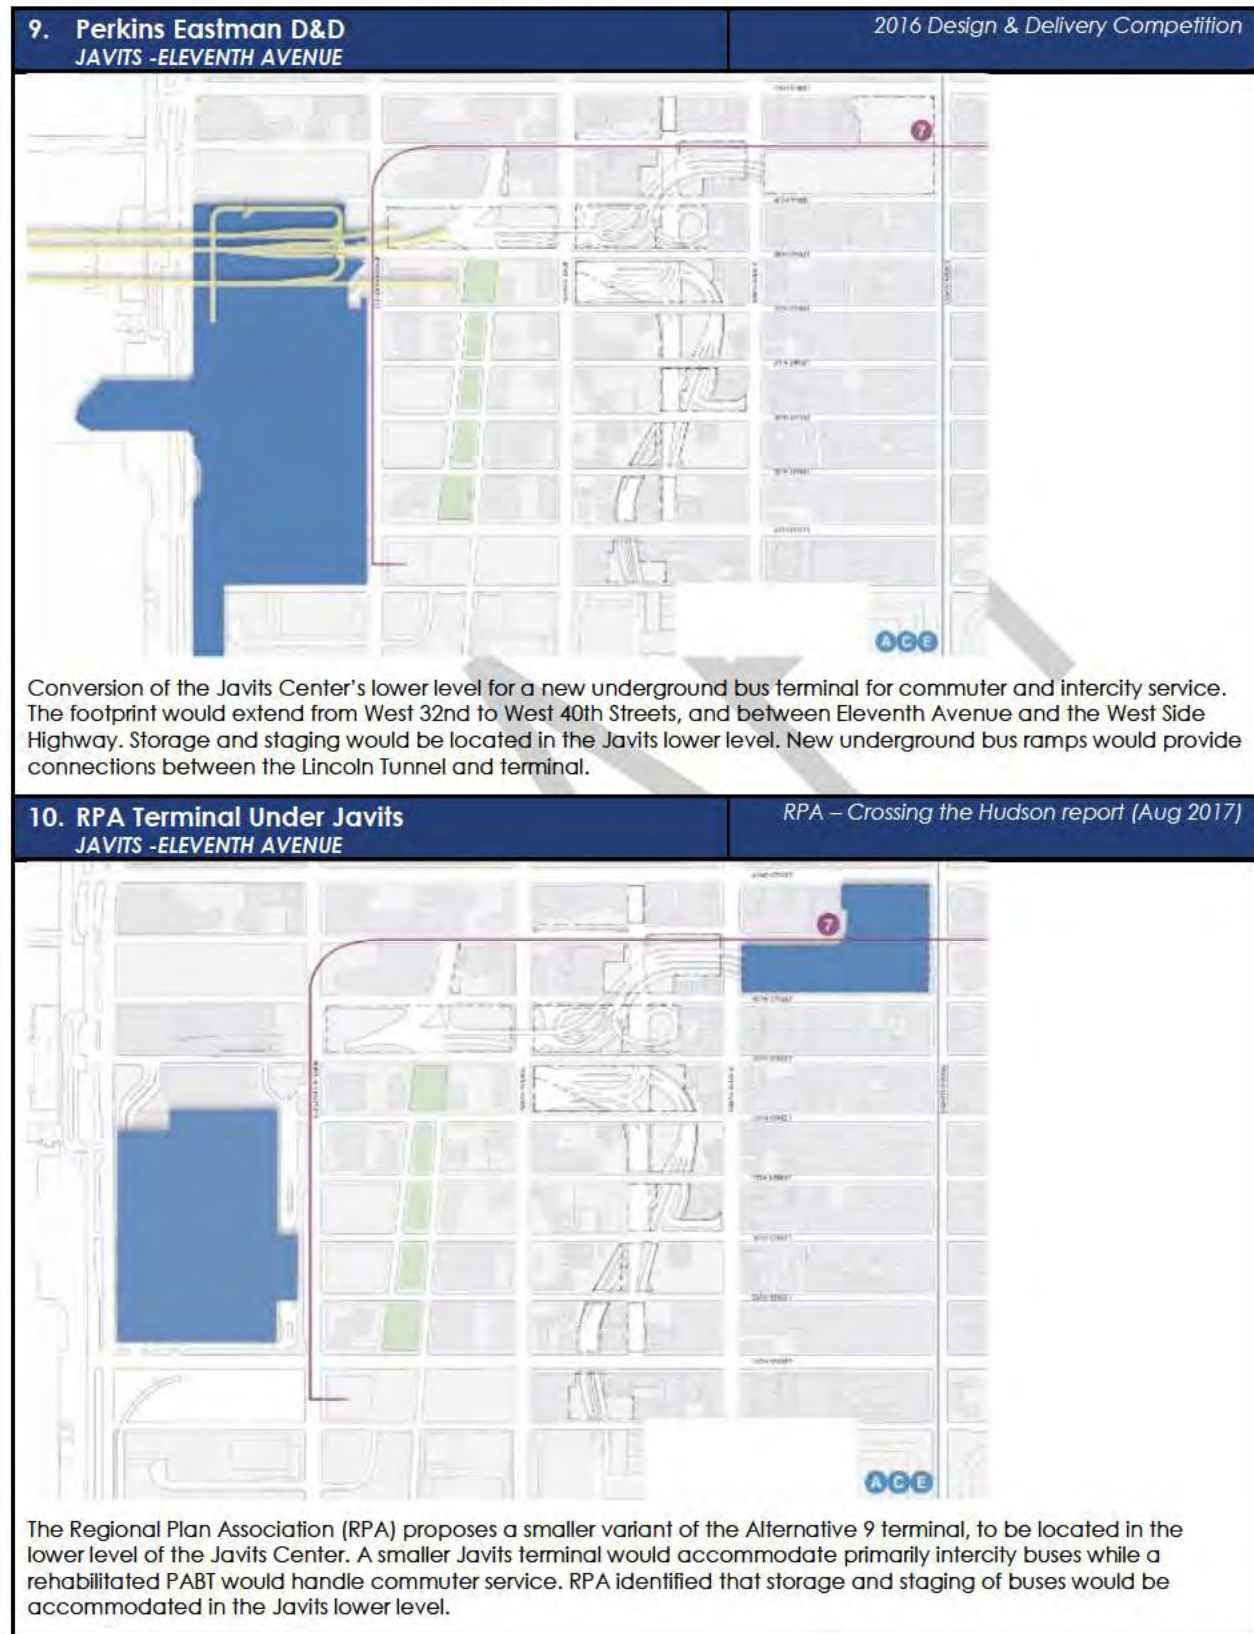 9. Perkins Eastman D&D
JAVITS -ELEVENTH AVENUE
2016 Design & Delivery Competition
7
A C E
Conversion of the Javits Center's lower level for a new underground bus terminal for commuter and intercity service.
The footprint would extend from West 32nd to West 40th Streets, and between Eleventh Avenue and the West Side
Highway. Storage and staging would be located in the Javits lower level. New underground bus ramps would provide
connections between the Lincoln Tunnel and terminal.
10. RPA Terminal Under Javits
JAVITS -ELEVENTH AVENUE
RPA – Crossing the Hudson report (Aug 2017)
7
A C E
The Regional Plan Association (RPA) proposes a smaller variant of the Alternative 9 terminal, to be located in the
lower level of the Javits Center. A smaller Javits terminal would accommodate primarily intercity buses while a
rehabilitated PABT would handle commuter service. RPA identified that storage and staging of buses would be
accommodated in the Javits lower level.